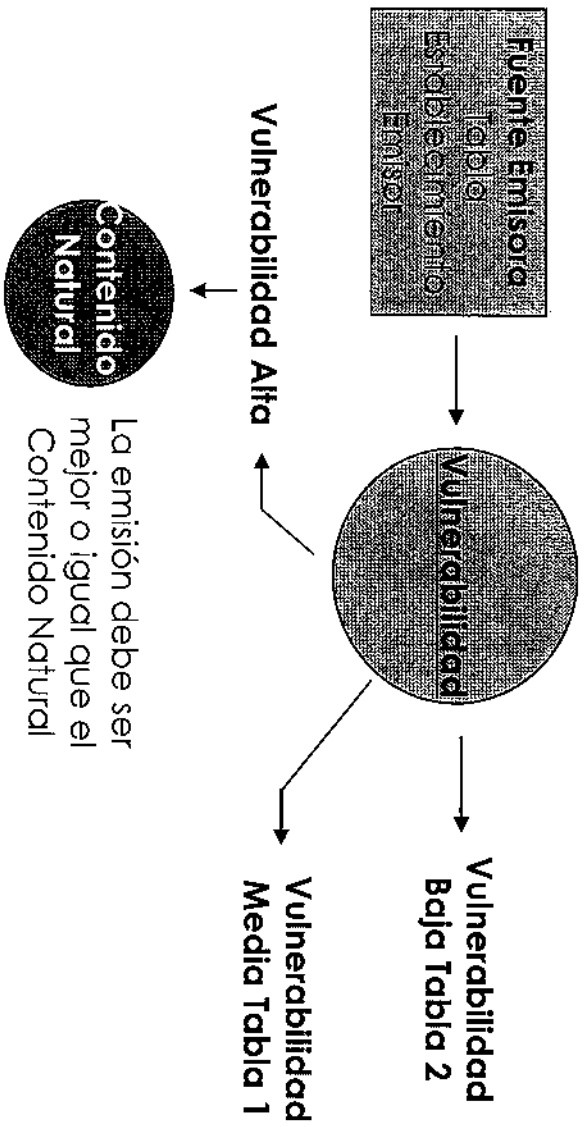 Fuente Emisora
Tabla
Establecimiento
Emisor
Vulnerabilidad
Vulnerabilidad
Baja Tabla 2
Vulnerabilidad
Media Tabla 1
Vulnerabilidad Alta
Contenido
Natural
La emisión debe ser
mejor o igual que el
Contenido Natural